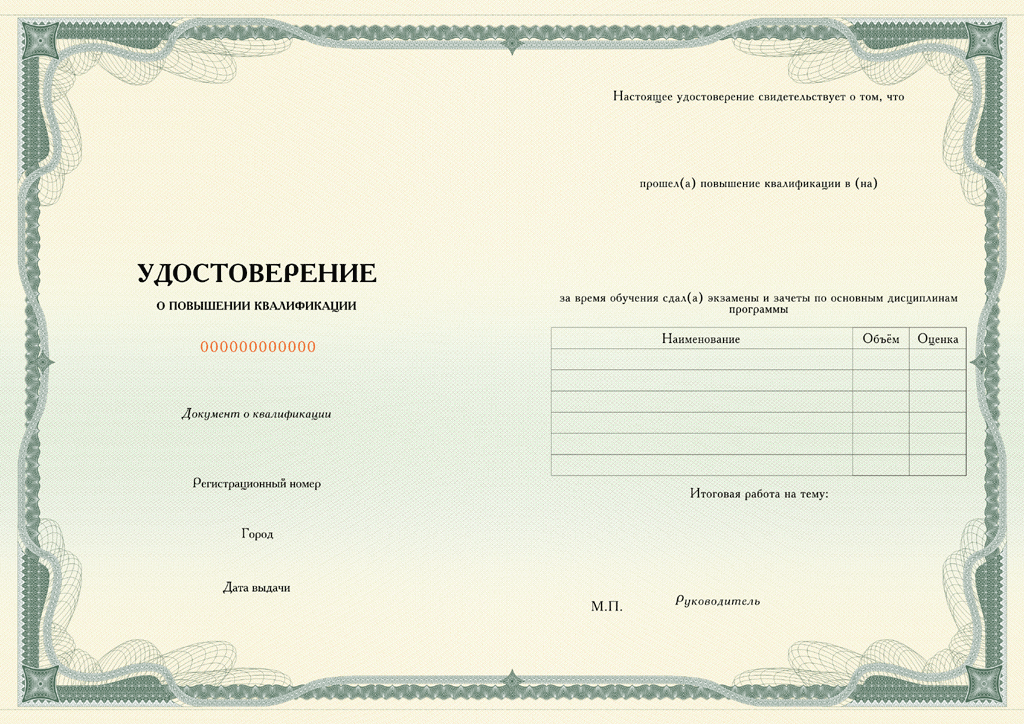 УДОСТОВЕРЕНИЕ
О ПОВЫШЕНИИ КВАЛИФИКАЦИИ
000000000000
Документ о квалификации
Регистрационный номер
Город
Дата выдачи
Настоящее удостоверение свидетельствует о том, что
прошел(а) повышение квалификации в (на)
за время обучения сдал(а) экзамены и зачеты по основным дисциплинам
программы
Наименование Объём Оценка
Итоговая работа на тему:
М.П. Руководитель